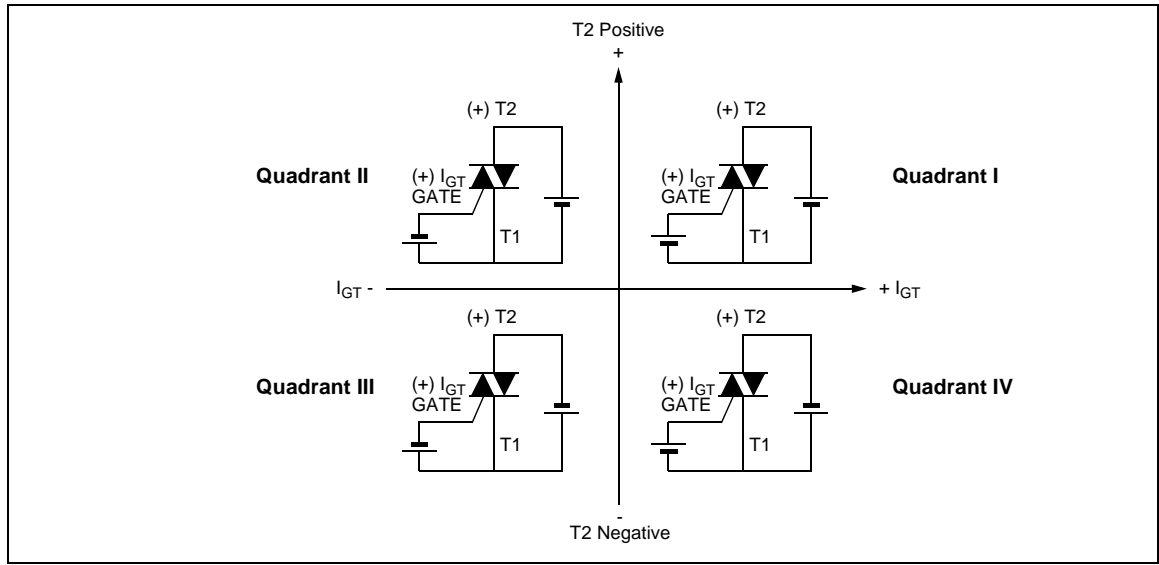 T2 Positive
+
(+) T2
(+) T2
Quadrant II
(+) IGT
GATE
T1
(+) IGT
GATE
T1
Quadrant I
IGT -
+ IGT
(+) T2
(+) T2
Quadrant III
(+) IGT
GATE
T1
(+) IGT
GATE
T1
Quadrant IV
-
T2 Negative